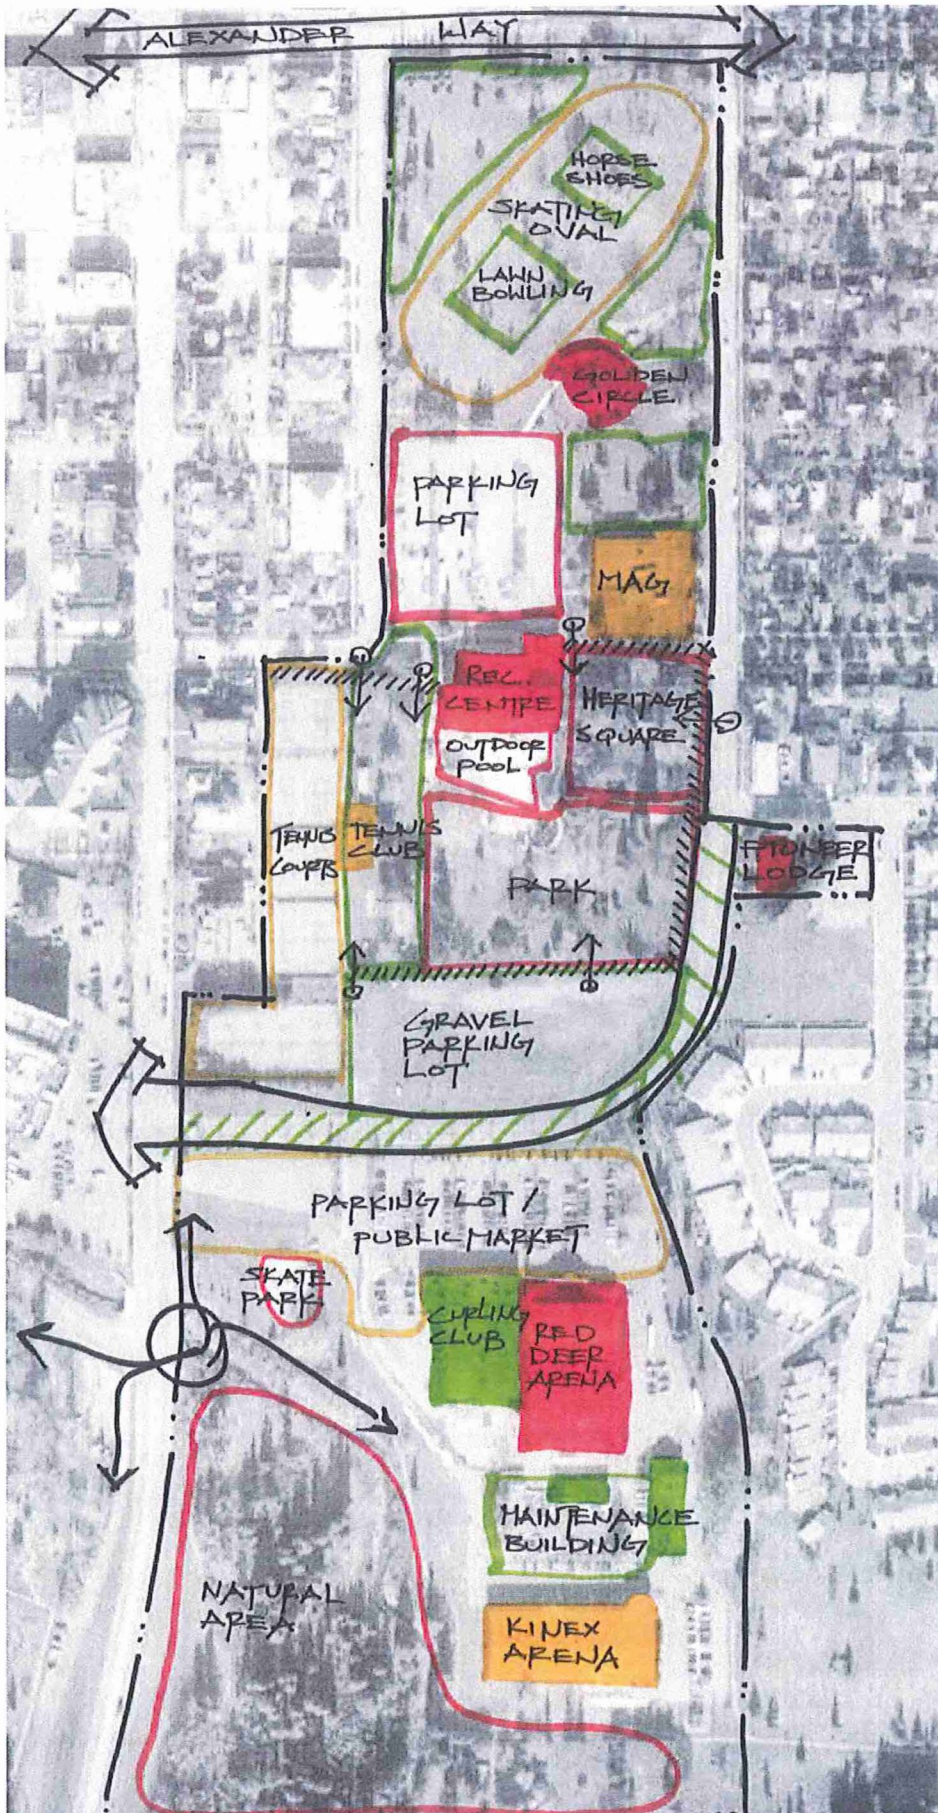 ALEXANDER WAY
HORSE
SHOES
SKATING
OVAL
LAWN
BOWLING
GOLDEN
CIRCLE
PARKING
LOT
MAG
REC.
CENTRE
HERITAGE
SQUARE
OUTDOOR
POOL
TENNIS
COURTS
TENNIS
CLUB
PIONEER
LODGE
PARK
GRAVEL
PARKING
LOT
PARKING LOT /
PUBLIC MARKET
SKATE
PARK
CURLING
CLUB
RED
DEER
ARENA
MAINTENANCE
BUILDING
NATURAL
AREA
KINEX
ARENA